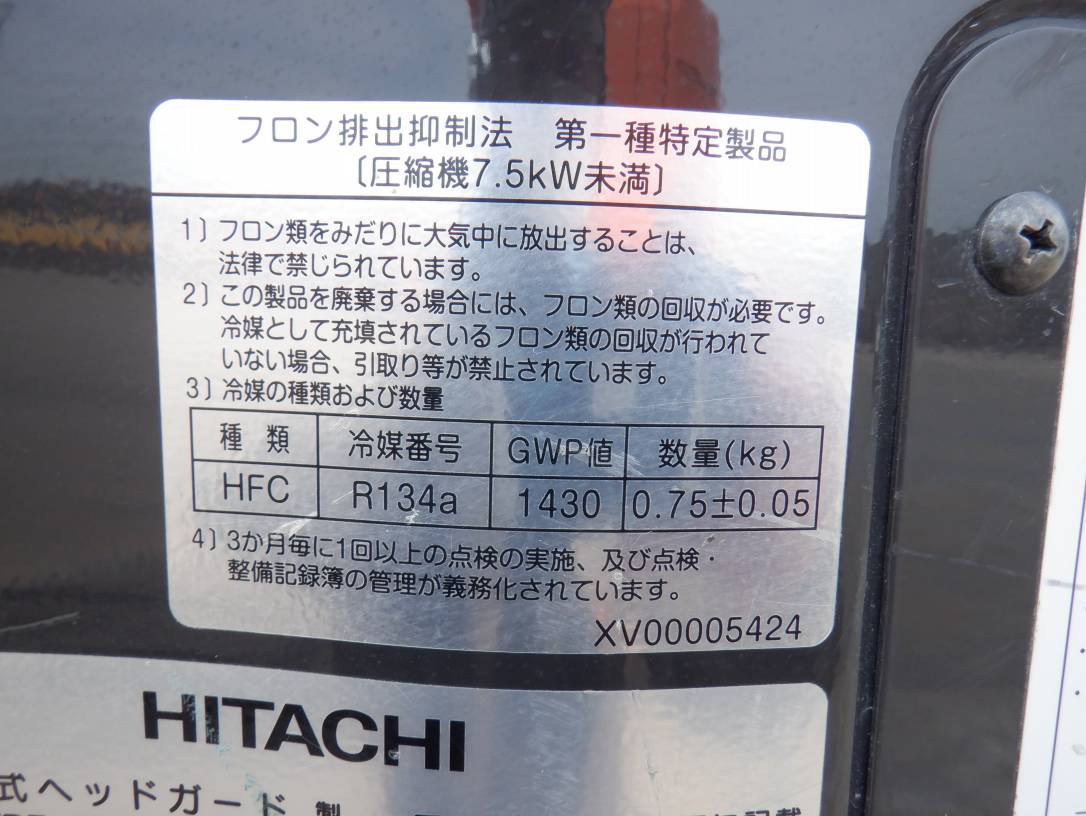 フロン排出抑制法　第一種特定製品
〔圧縮機7.5kW未満〕
1）フロン類をみだりに大気中に放出することは、
法律で禁じられています。
2）この製品を廃棄する場合には、フロン類の回収が必要です。
冷媒として充填されているフロン類の回収が行われて
いない場合、引取り等が禁止されています。
3）冷媒の種類および数量
種 類 冷媒番号 GWP値 数量(kg)
HFC R134a 1430 0.75±0.05
4）3か月毎に1回以上の点検の実施、及び点検・
整備記録簿の管理が義務化されています。
XV00005424
HITACHI
式ヘッドガード 製